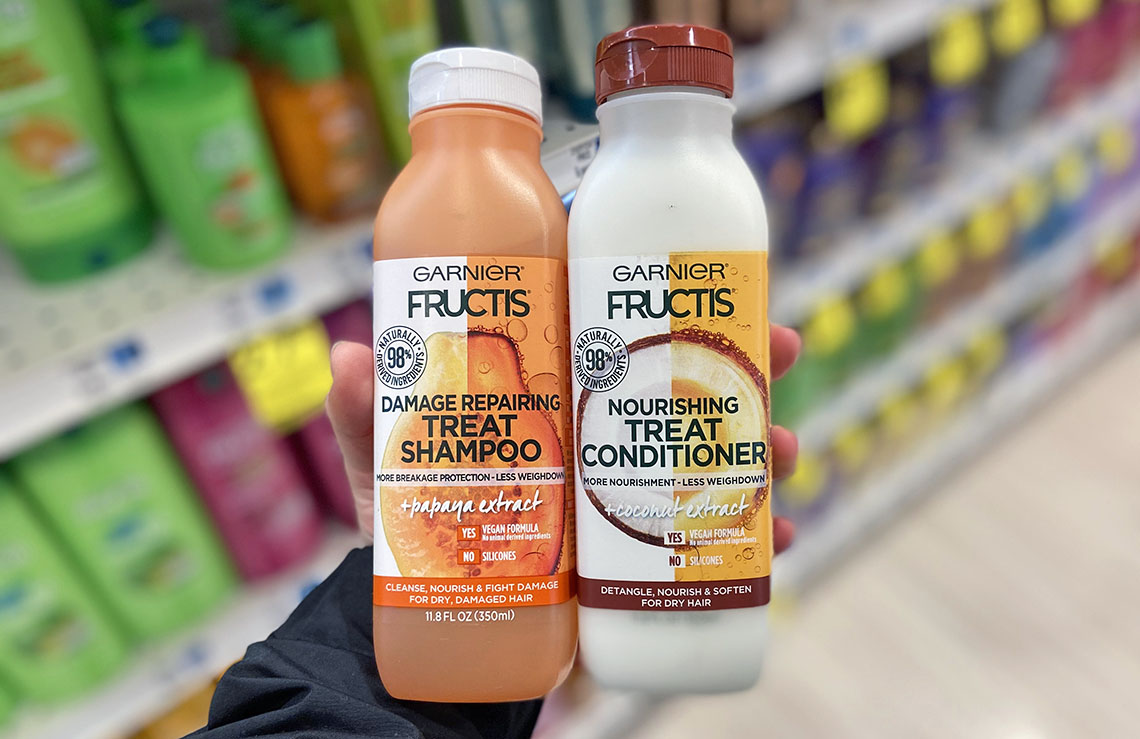 GARNIER
FRUCTIS
NATURALLY
98%
DERIVED INGREDIENTS
DAMAGE REPAIRING
TREAT
SHAMPOO
MORE BREAKAGE PROTECTION - LESS WEIGHDOWN
+papaya extract
YES VEGAN FORMULA
No animal derived ingredients
NO SILICONES
CLEANSE, NOURISH & FIGHT DAMAGE
FOR DRY, DAMAGED HAIR
11.8 FL OZ (350ml)
GARNIER
FRUCTIS
NATURALLY
98%
DERIVED INGREDIENTS
NOURISHING
TREAT
CONDITIONER
MORE NOURISHMENT - LESS WEIGHDOWN
+coconut extract
YES VEGAN FORMULA
No animal derived ingredients
NO SILICONES
DETANGLE, NOURISH & SOFTEN
FOR DRY HAIR